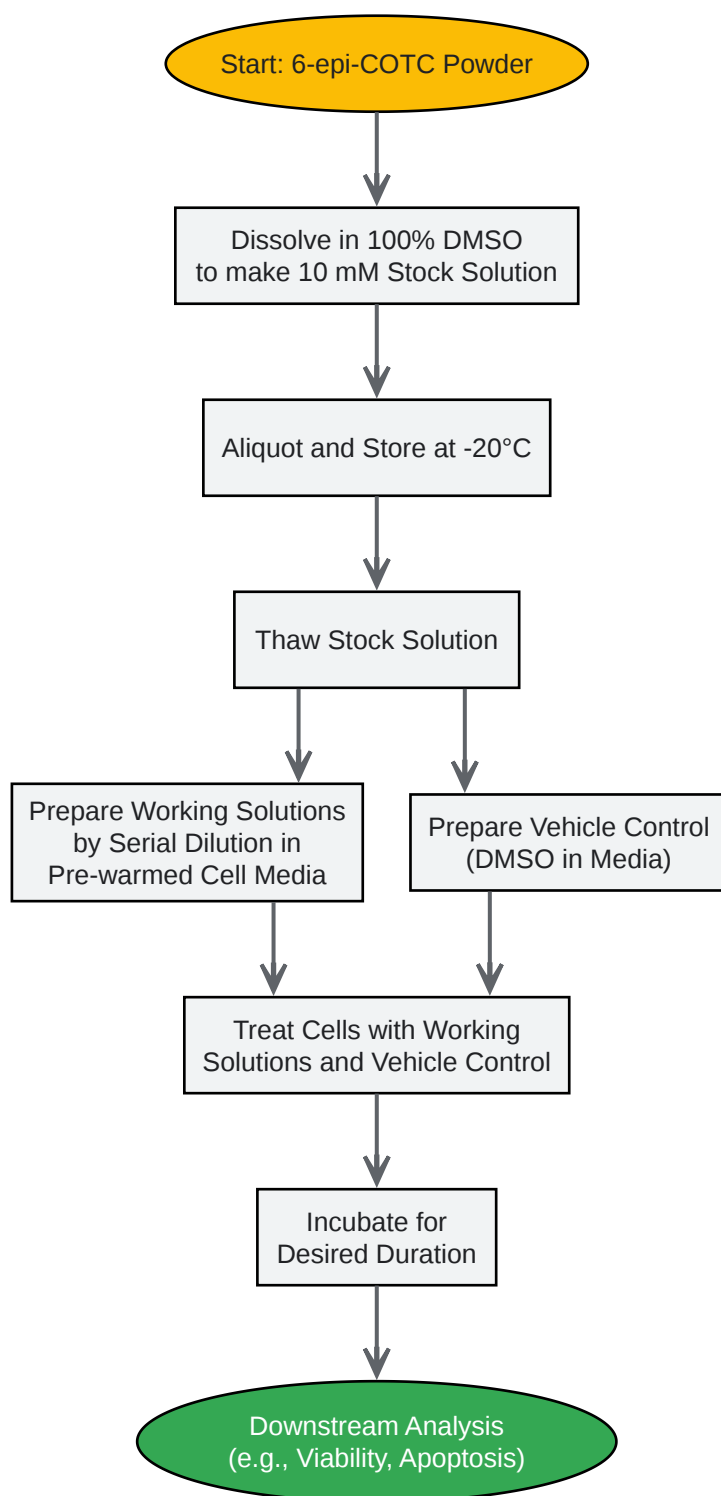 Start: 6-epi-COTC Powder
Dissolve in 100% DMSO
to make 10 mM Stock Solution
Aliquot and Store at -20°C
Thaw Stock Solution
Prepare Working Solutions
by Serial Dilution in
Pre-warmed Cell Media
Prepare Vehicle Control
(DMSO in Media)
Treat Cells with Working
Solutions and Vehicle Control
Incubate for
Desired Duration
Downstream Analysis
(e.g., Viability, Apoptosis)